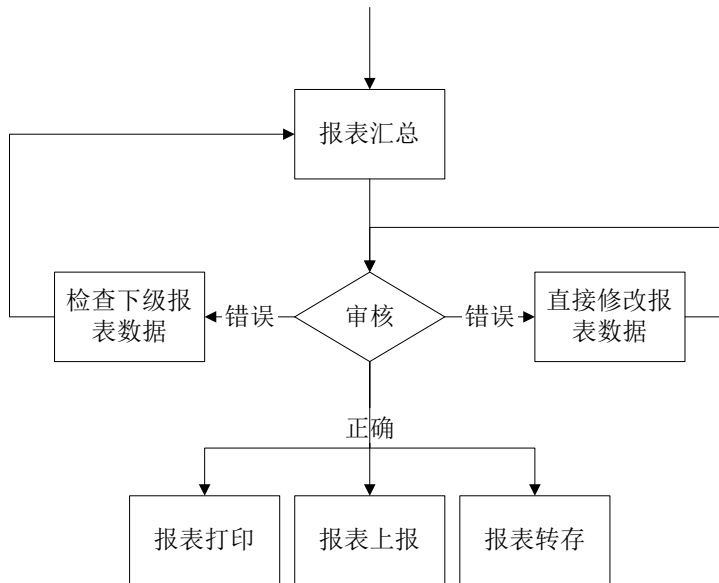 报表汇总
检查下级报
表数据
错误
审核
错误
直接修改报
表数据
正确
报表打印
报表上报
报表转存